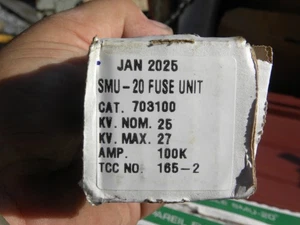 JAN 2025
SMU-20 FUSE UNIT
CAT. 703100
KV. NOM. 25
KV. MAX. 27
AMP. 100K
TCC NO. 165-2